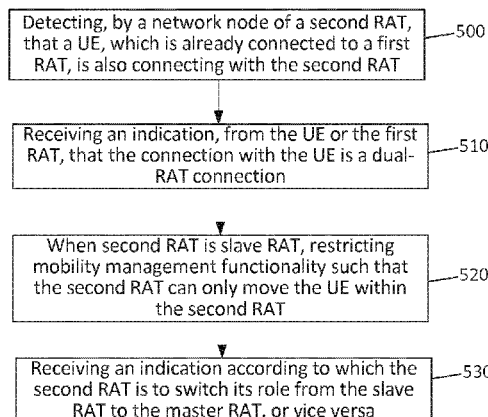 Detecting, by a network node of a second RAT,
that a UE, which is already connected to a first
RAT, is also connecting with the second RAT
500
Receiving an indication, from the UE or the first
RAT, that the connection with the UE is a dual-
RAT connection
510
When second RAT is slave RAT, restricting
mobility management functionality such that
the second RAT can only move the UE within
the second RAT
520
Receiving an indication according to which the
second RAT is to switch its role from the slave
RAT to the master RAT, or vice versa
530